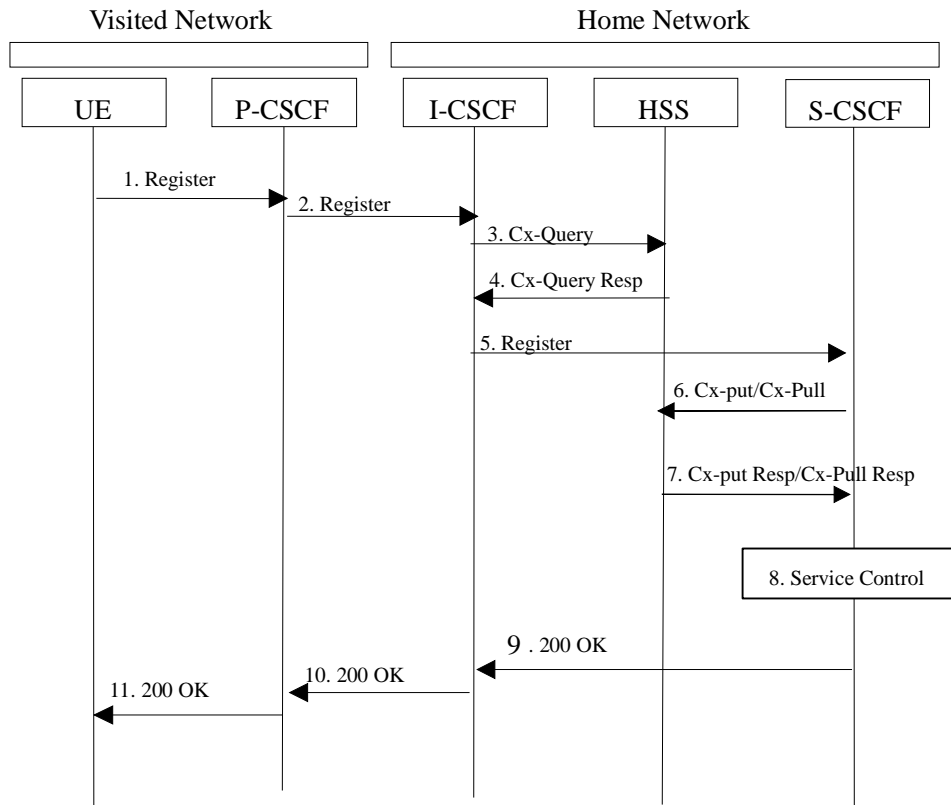 Visited Network
Home Network
UE
P-CSCF
I-CSCF
HSS
S-CSCF
1. Register
2. Register
3. Cx-Query
4. Cx-Query Resp
5. Register
6. Cx-put/Cx-Pull
7. Cx-put Resp/Cx-Pull Resp
8. Service Control
9 . 200 OK
10. 200 OK
11. 200 OK